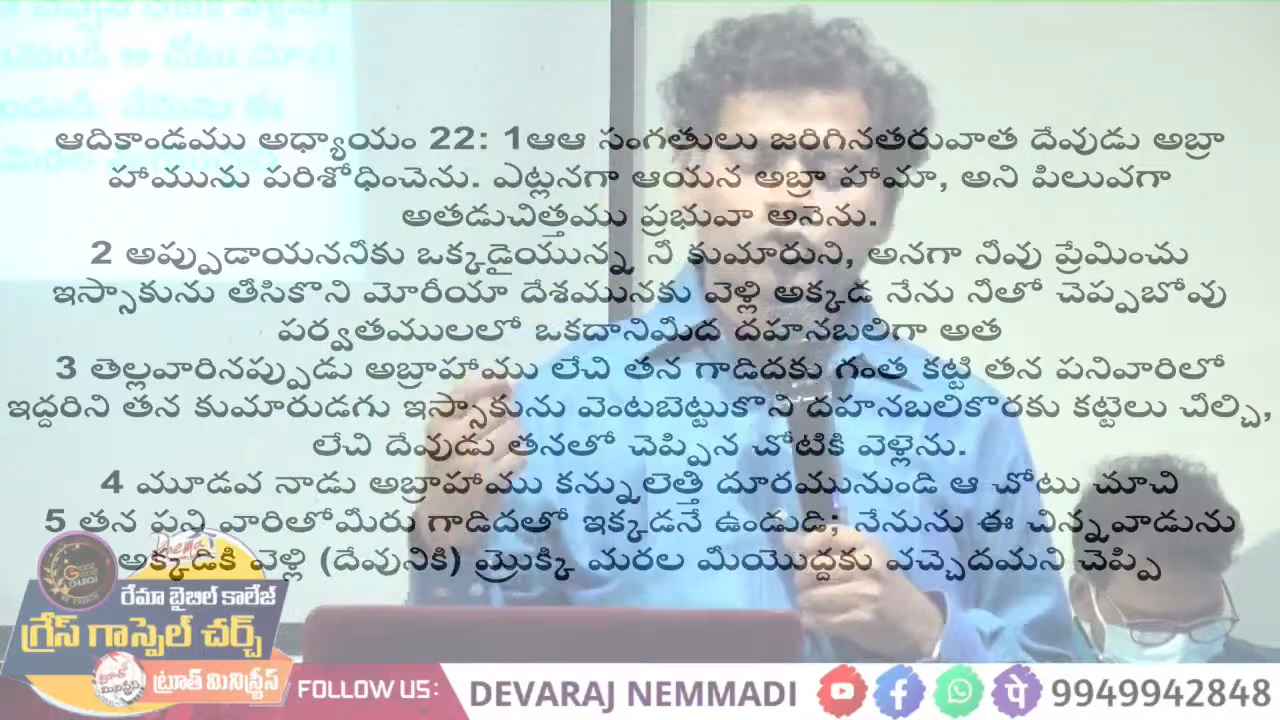 ఆదికాండము అధ్యాయం 22: 1ఆఆ సంగతులు జరిగినతరువాత దేవుడు అబ్రా
హామును పరిశోధించెను. ఎట్లనగా ఆయన అబ్రా హామా, అని పిలువగా
అతడుచిత్తము ప్రభువా అనెను.
2 అప్పుడాయననీకు ఒక్కడైయున్న నీ కుమారుని, అనగా నీవు ప్రేమించు
ఇస్సాకును తీసికొని మోరీయా దేశమునకు వెళ్లి అక్కడ నేను నీతో చెప్పబోవు
పర్వతములలో ఒకదానిమీద దహనబలిగా అత
3 తెల్లవారినప్పుడు అబ్రాహాము లేచి తన గాడిదకు గంత కట్టి తన పనివారిలో
ఇద్దరిని తన కుమారుడగు ఇస్సాకును వెంటబెట్టుకొని దహనబలికొరకు కట్టెలు చీల్చి,
లేచి దేవుడు తనతో చెప్పిన చోటికి వెళ్లెను.
4 మూడవ నాడు అబ్రాహాము కన్నులెత్తి దూరమునుండి ఆ చోటు చూచి
5 తన పని వారితోమీరు గాడిదతో ఇక్కడనే ఉండుడి; నేనును ఈ చిన్నవాడును
అక్కడికి వెళ్లి (దేవునికి) మ్రొక్కి మరల మీయొద్దకు వచ్చెదమని చెప్పి
CHURCH
రేమా బైబిల్ కాలేజ్
గ్రేస్ గాస్పెల్ చర్చ్
ట్రూత్ మినిస్ట్రీస్
FOLLOW US: DEVARAJ NEMMADI 9949942848